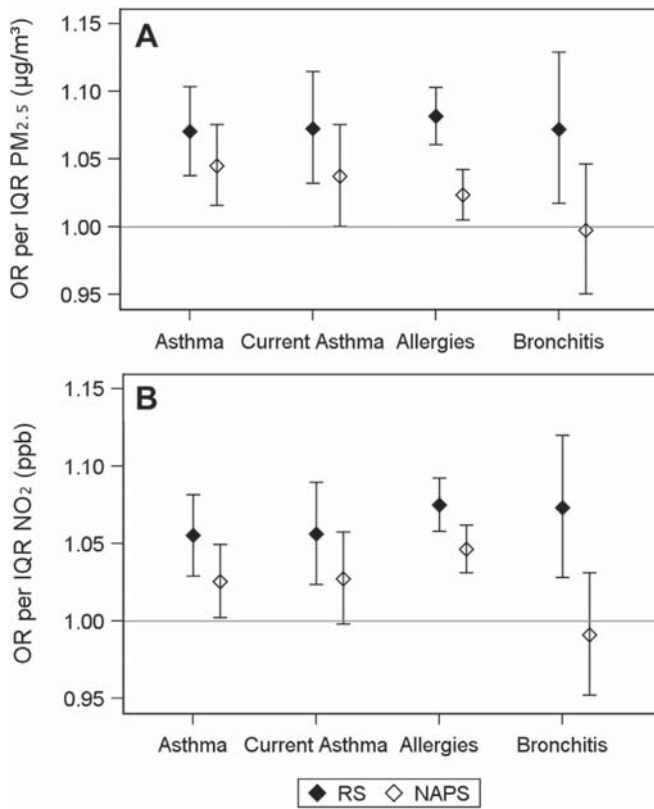 A
OR per IQR PM2.5 (µg/m³)
1.15
1.10
1.05
1.00
0.95
Asthma Current Asthma Allergies Bronchitis
B
OR per IQR NO2 (ppb)
1.15
1.10
1.05
1.00
0.95
Asthma Current Asthma Allergies Bronchitis
RS NAPS